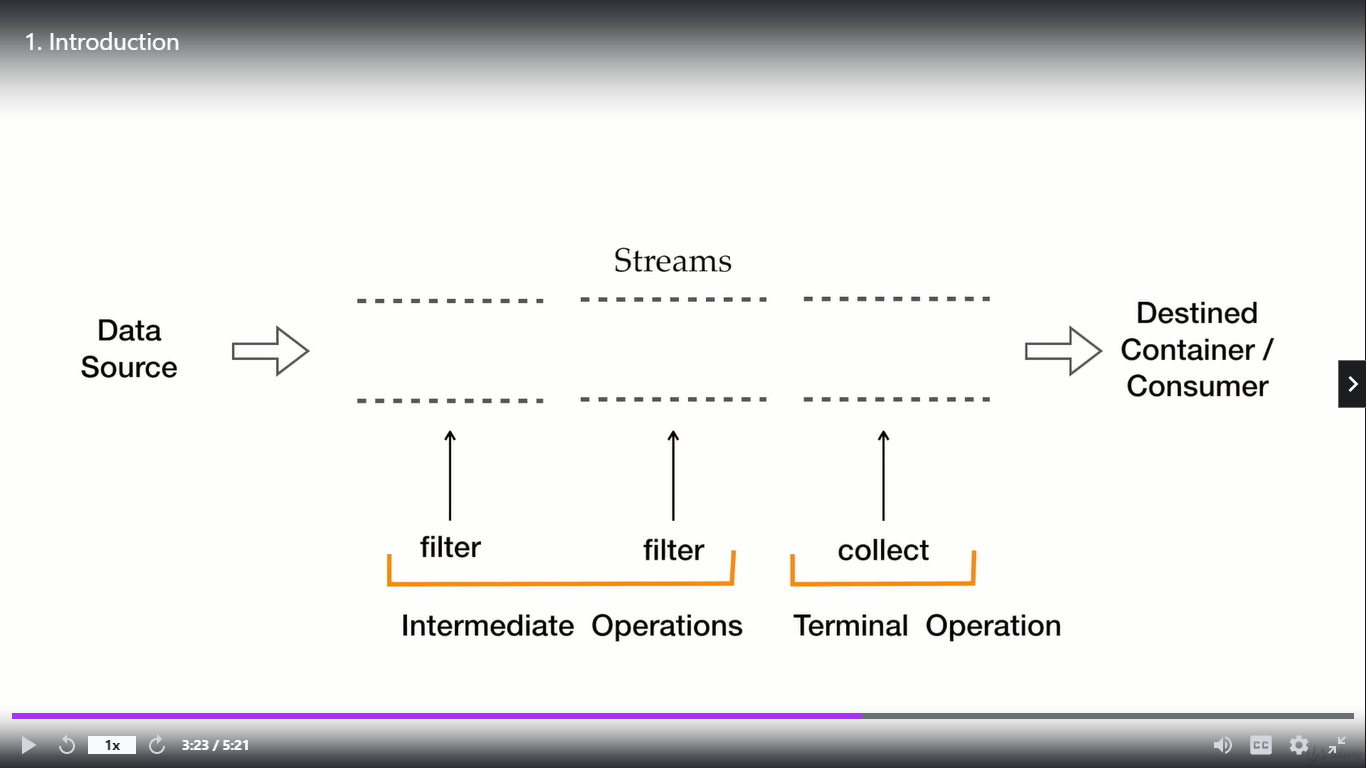 1. Introduction
Streams
Data
Source
Destined
Container /
Consumer
filter
filter
collect
Intermediate Operations
Terminal Operation
1x
3:23 / 5:21
CC